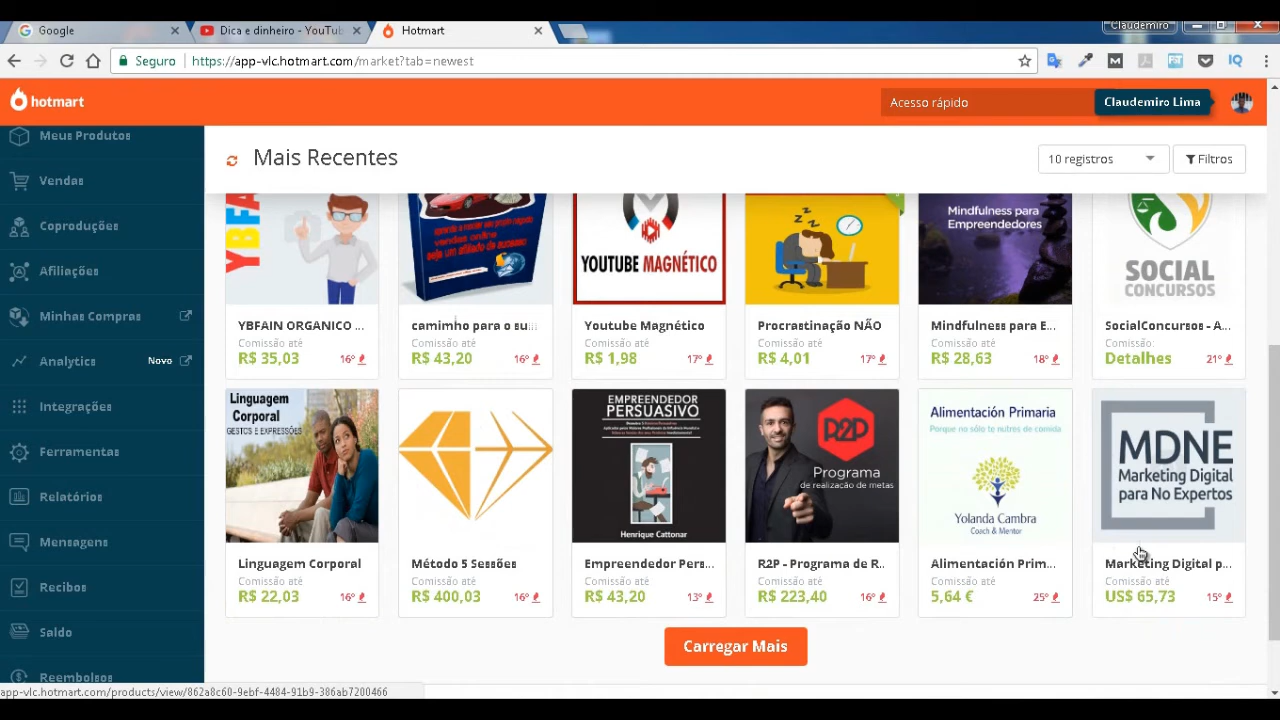 Google
Dica e dinheiro - YouTub
Hotmart
Claudemiro
Seguro
https://app-vlc.hotmart.com/market?tab=newest
hotmart
Acesso rápido
Claudemiro Lima
Meus Produtos
Vendas
Coproduções
Afiliações
Minhas Compras
Analytics
Novo
Integrações
Ferramentas
Relatórios
Mensagens
Recibos
Saldo
Reembolsos
Mais Recentes
10 registros
Filtros
YBFAI
YOUTUBE MAGNÉTICO
Mindfulness para
Empreendedores
SOCIAL
CONCURSOS
YBFAIN ORGANICO ...
Comissão até
R$ 35,03
16º
camimho para o su...
Comissão até
R$ 43,20
16º
Youtube Magnético
Comissão até
R$ 1,98
17º
Procrastinação NÃO
Comissão até
R$ 4,01
17º
Mindfulness para E...
Comissão até
R$ 28,63
18º
SocialConcursos - A...
Comissão:
Detalhes
21º
Linguagem
Corporal
GESTOS E EXPRESSÕES
EMPREENDEDOR
PERSUASIVO
Henrique Cattonar
R2P
Programa
de realização de metas
Alimentación Primaria
Porque no sólo te nutres de comida
Yolanda Cambra
Coach & Mentor
MDNE
Marketing Digital
para No Expertos
Linguagem Corporal
Comissão até
R$ 22,03
16º
Método 5 Sessões
Comissão até
R$ 400,03
16º
Empreendedor Pers...
Comissão até
R$ 43,20
13º
R2P - Programa de R...
Comissão até
R$ 223,40
16º
Alimentación Prim...
Comissão até
5,64 €
25º
Marketing Digital p...
Comissão até
US$ 65,73
15º
Carregar Mais
app-vlc.hotmart.com/products/view/862a8c60-9ebf-4484-91b9-386ab7200466